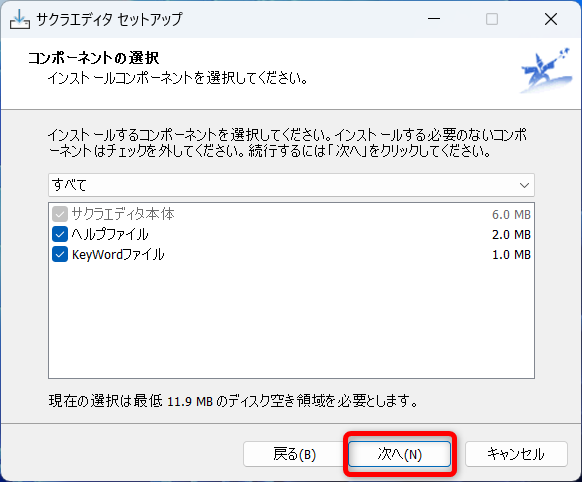 サクラエディタ セットアップ
コンポーネントの選択
インストールコンポーネントを選択してください。
インストールするコンポーネントを選択してください。インストールする必要のないコンポ
ーネントはチェックを外してください。続行するには「次へ」をクリックしてください。
すべて
サクラエディタ本体 6.0 MB
ヘルプファイル 2.0 MB
KeyWordファイル 1.0 MB
現在の選択は最低 11.9 MB のディスク空き領域を必要とします。
戻る(B) 次へ(N) キャンセル